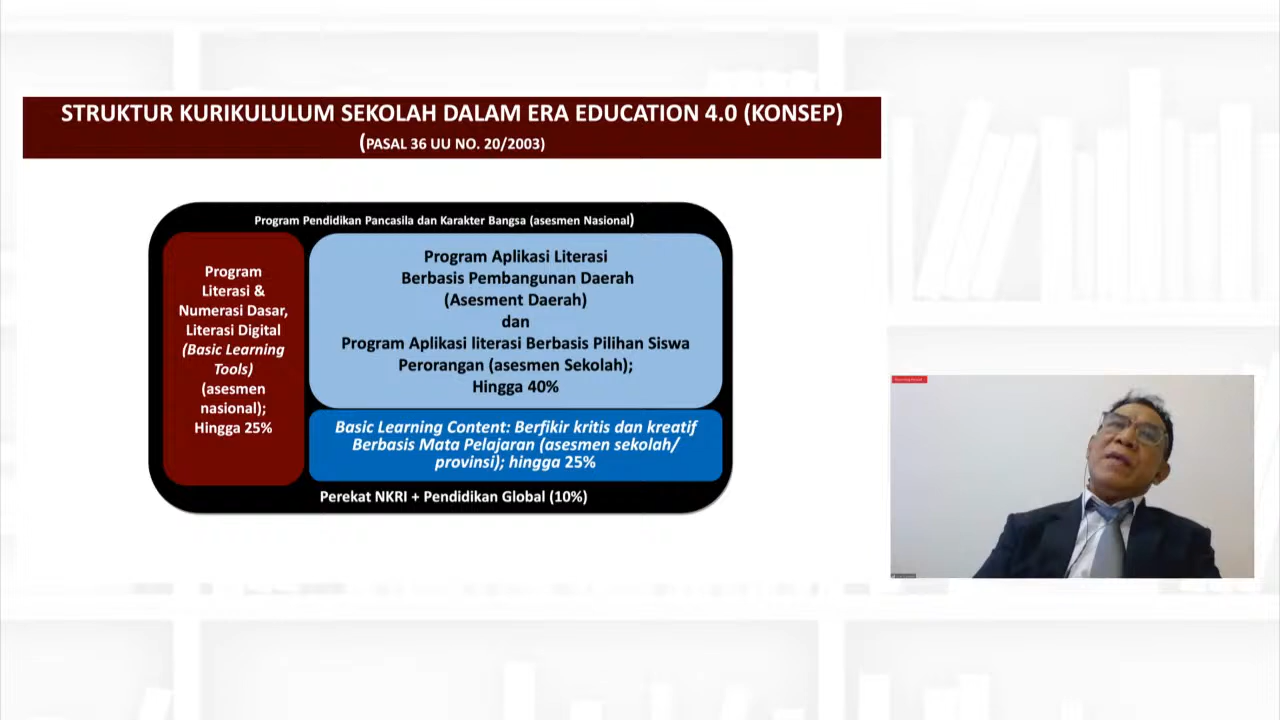 STRUKTUR KURIKULULUM SEKOLAH DALAM ERA EDUCATION 4.0 (KONSEP)
(PASAL 36 UU NO. 20/2003)
Program Pendidikan Pancasila dan Karakter Bangsa (asesmen Nasional)
Program
Literasi &
Numerasi Dasar,
Literasi Digital
(Basic Learning
Tools)
(asesmen
nasional);
Hingga 25%
Program Aplikasi Literasi
Berbasis Pembangunan Daerah
(Asesment Daerah)
dan
Program Aplikasi literasi Berbasis Pilihan Siswa
Perorangan (asesmen Sekolah);
Hingga 40%
Basic Learning Content: Berfikir kritis dan kreatif
Berbasis Mata Pelajaran (asesmen sekolah/
provinsi); hingga 25%
Perekat NKRI + Pendidikan Global (10%)